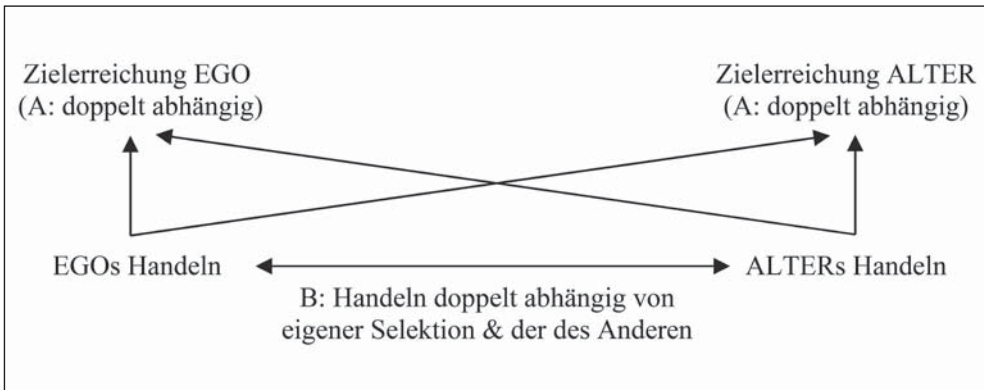 Zielerreichung EGO
(A: doppelt abhängig)
Zielerreichung ALTER
(A: doppelt abhängig)
EGOs Handeln
ALTERs Handeln
B: Handeln doppelt abhängig von
eigener Selektion & der des Anderen